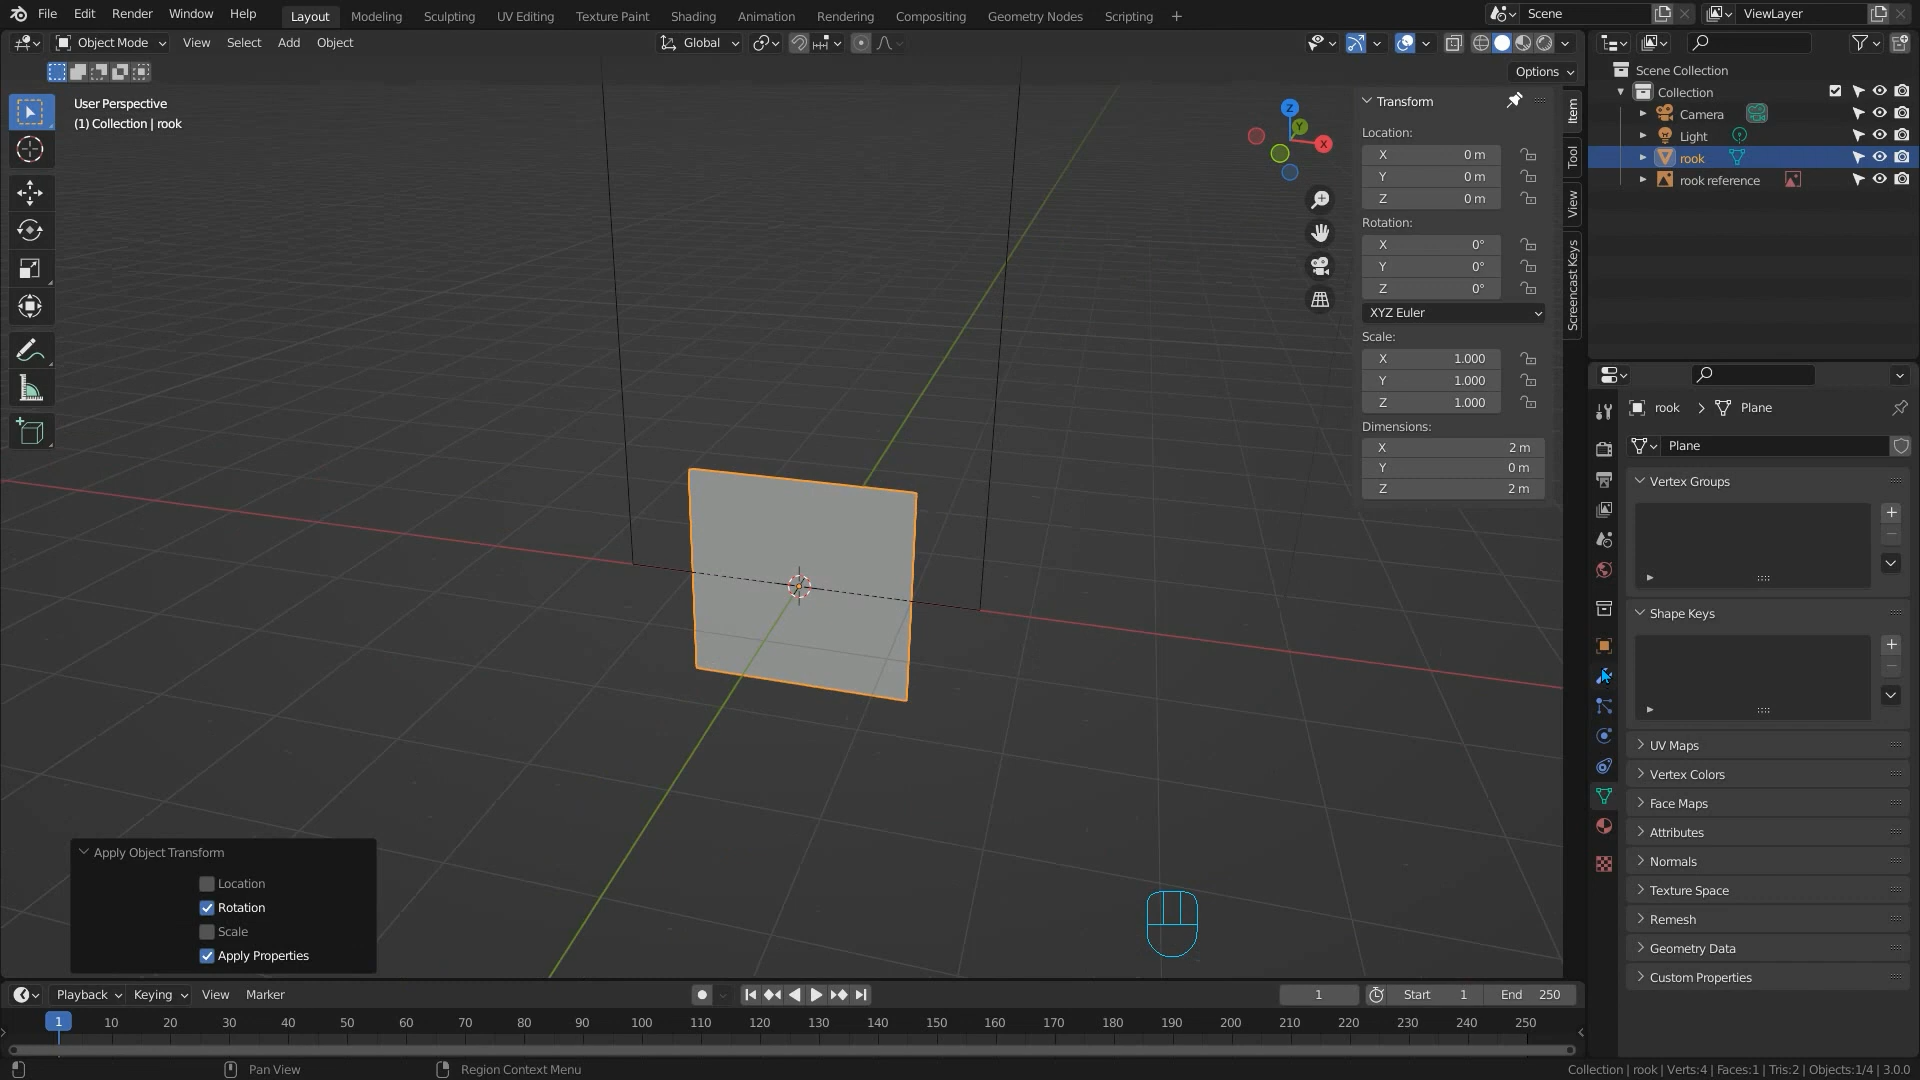 File Edit Render Window Help Layout Modeling Sculpting UV Editing Texture Paint Shading Animation Rendering Compositing Geometry Nodes Scripting + Scene ViewLayer
Object Mode View Select Add Object Global
Options
User Perspective
(1) Collection | rook
Z
Y
X
Transform
Location:
X 0 m
Y 0 m
Z 0 m
Rotation:
X 0°
Y 0°
Z 0°
XYZ Euler
Scale:
X 1.000
Y 1.000
Z 1.000
Dimensions:
X 2 m
Y 0 m
Z 2 m
Item
Tool
View
Screencast Keys
Scene Collection
Collection
Camera
Light
rook
rook reference
rook > Plane
Plane
Vertex Groups
Shape Keys
UV Maps
Vertex Colors
Face Maps
Attributes
Normals
Texture Space
Remesh
Geometry Data
Custom Properties
Apply Object Transform
Location
Rotation
Scale
Apply Properties
Playback Keying View Marker 1 Start 1 End 250
1 10 20 30 40 50 60 70 80 90 100 110 120 130 140 150 160 170 180 190 200 210 220 230 240 250
Pan View Region Context Menu Collection | rook | Verts:4 | Faces:1 | Tris:2 | Objects:1/4 | 3.0.0